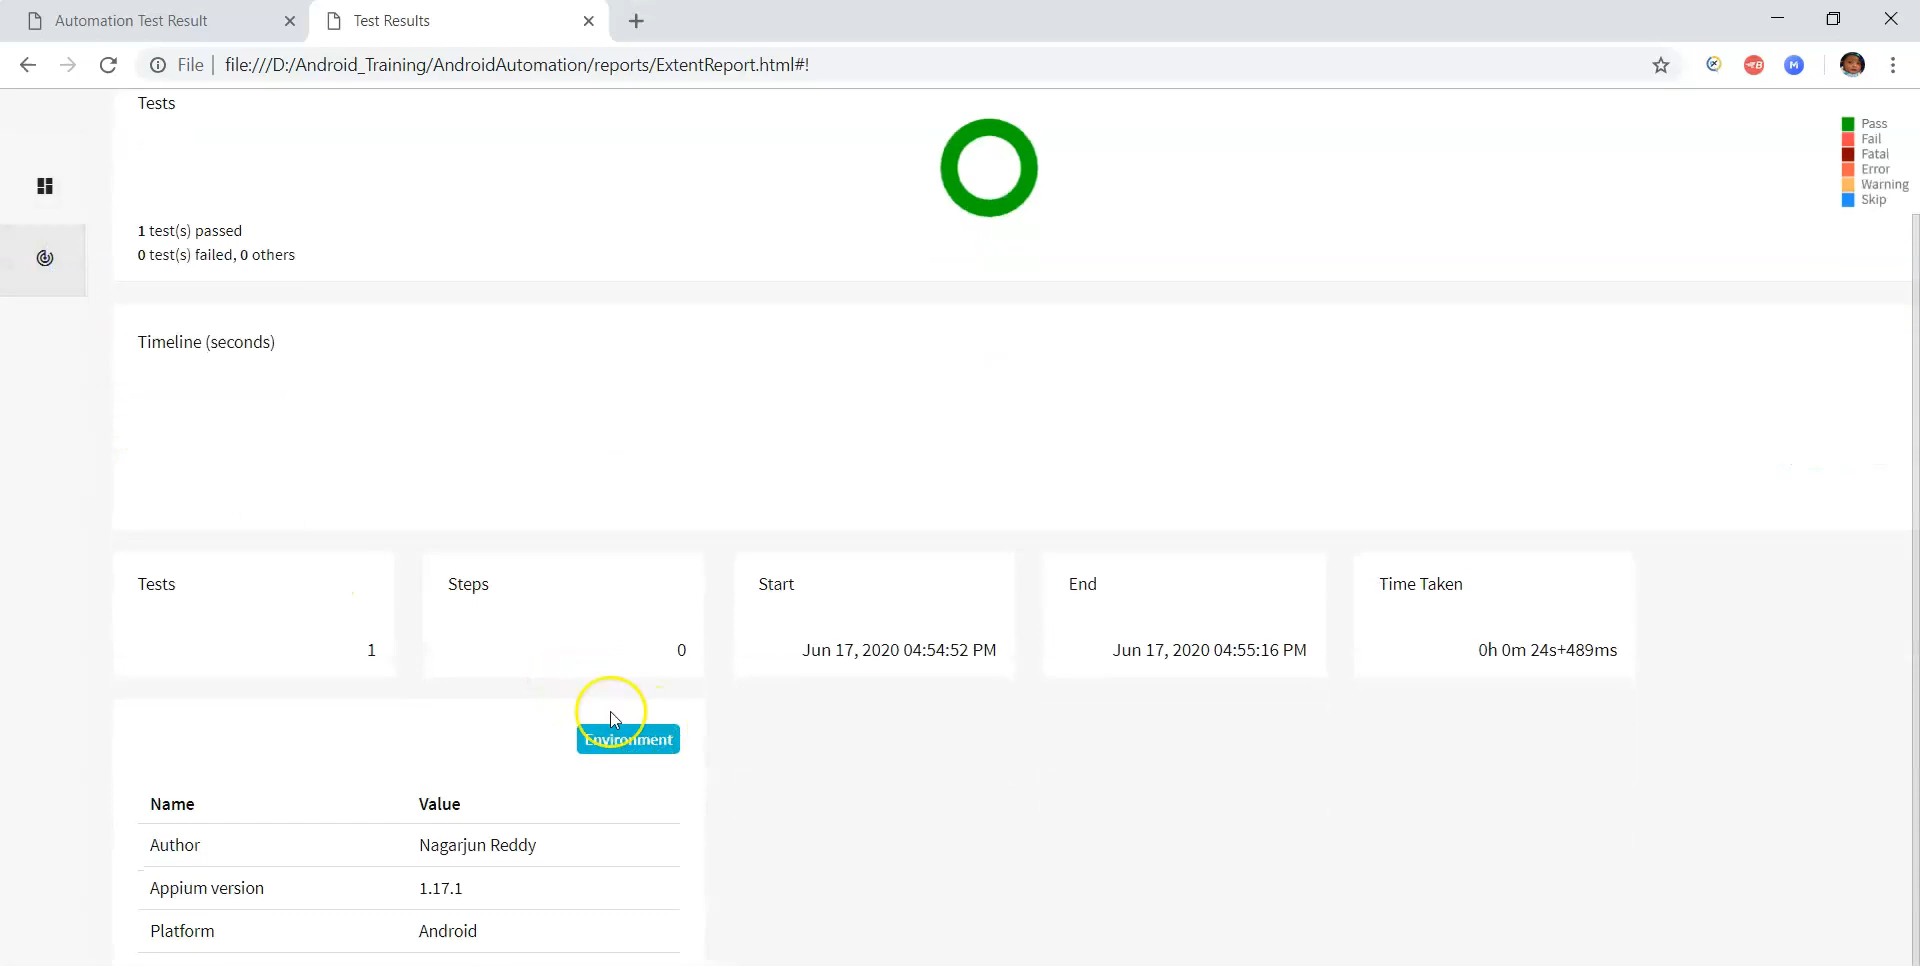 Automation Test Result
Test Results
File
file:///D:/Android_Training/AndroidAutomation/reports/ExtentReport.html#!
B
M
Tests
Pass
Fail
Fatal
Error
Warning
Skip
1 test(s) passed
0 test(s) failed, 0 others
Timeline (seconds)
Tests
1
Steps
0
Start
Jun 17, 2020 04:54:52 PM
End
Jun 17, 2020 04:55:16 PM
Time Taken
0h 0m 24s+489ms
Environment
Name Value
Author Nagarjun Reddy
Appium version 1.17.1
Platform Android